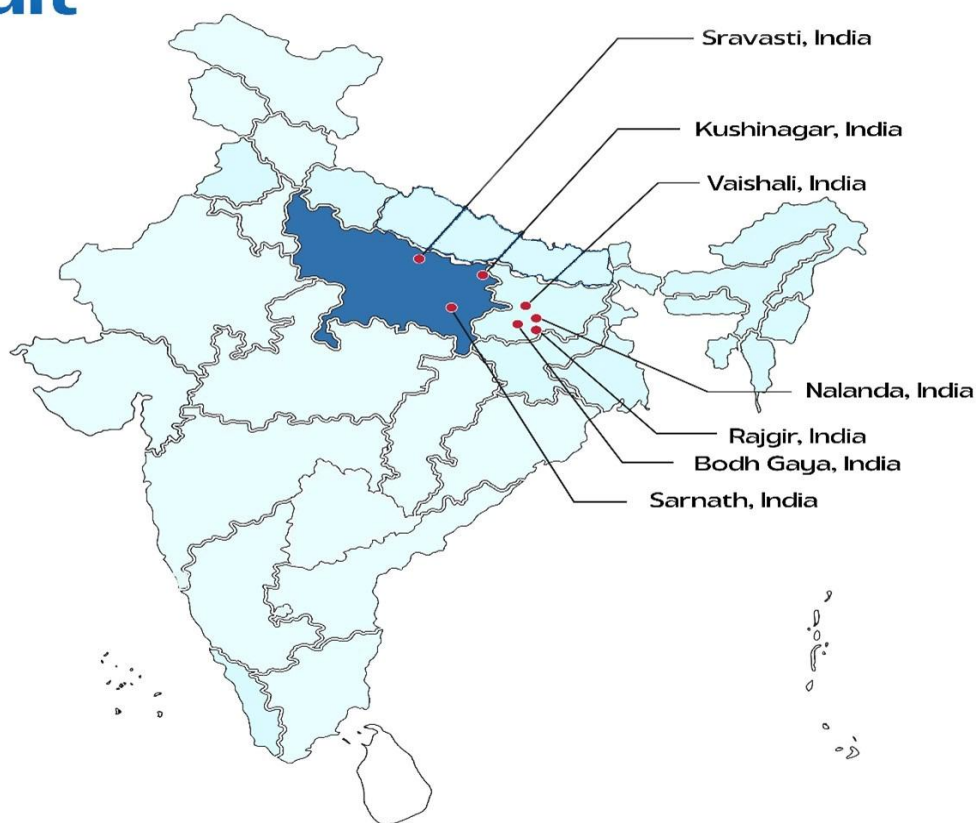 Sravasti, India
Kushinagar, India
Vaishali, India
Nalanda, India
Rajgir, India
Bodh Gaya, India
Sarnath, India